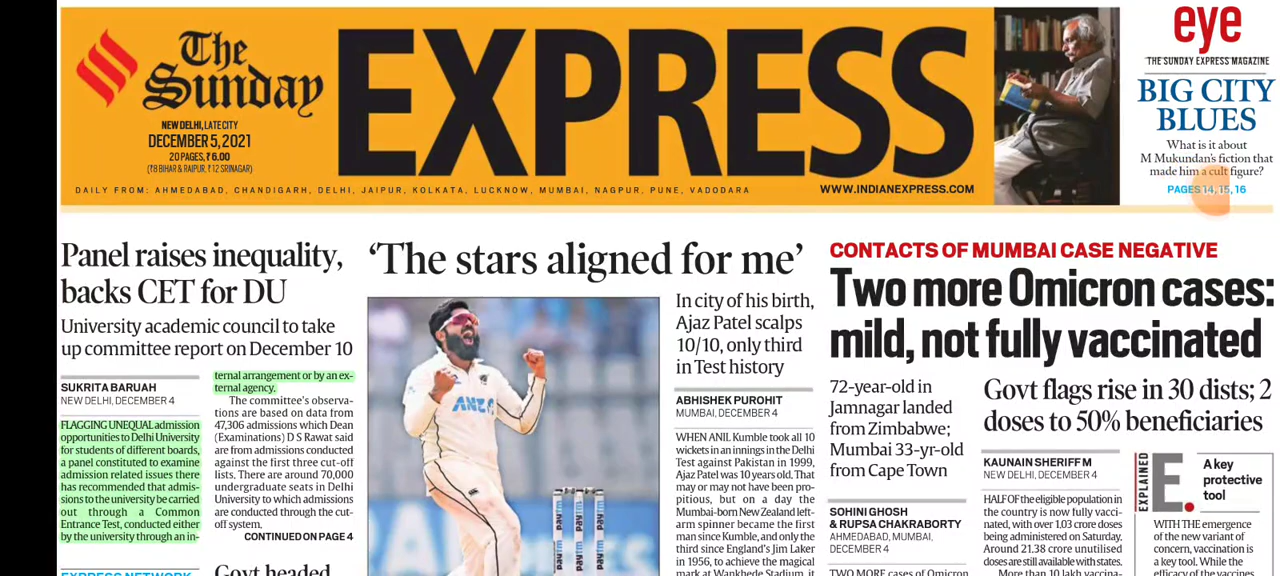 The
Sunday
EXPRESS
NEW DELHI, LATE CITY
DECEMBER 5, 2021
20 PAGES, ₹ 6.00
(₹8 BIHAR & RAIPUR, ₹ 12 SRINAGAR)
DAILY FROM: AHMEDABAD, CHANDIGARH, DELHI, JAIPUR, KOLKATA, LUCKNOW, MUMBAI, NAGPUR, PUNE, VADODARA
WWW.INDIANEXPRESS.COM
eye
THE SUNDAY EXPRESS MAGAZINE
BIG CITY
BLUES
What is it about
M Mukundan's fiction that
made him a cult figure?
PAGES 14, 15, 16
Panel raises inequality,
backs CET for DU
University academic council to take
up committee report on December 10
SUKRITA BARUAH
NEW DELHI, DECEMBER 4
FLAGGING UNEQUAL admission
opportunities to Delhi University
for students of different boards,
a panel constituted to examine
admission related issues there
has recommended that admis-
sions to the university be carried
out through a Common
Entrance Test, conducted either
by the university through an in-
ternal arrangement or by an ex-
ternal agency.
The committee's observa-
tions are based on data from
47,306 admissions which Dean
(Examinations) D S Rawat said
are from admissions conducted
against the first three cut-off
lists. There are around 70,000
undergraduate seats in Delhi
University to which admissions
are conducted through the cut-
off system.
CONTINUED ON PAGE 4
EXPRESS NETWORK
Govt headed
'The stars aligned for me'
ANZ
paytm
paytm
paytm
In city of his birth,
Ajaz Patel scalps
10/10, only third
in Test history
ABHISHEK PUROHIT
MUMBAI, DECEMBER 4
WHEN ANIL Kumble took all 10
wickets in an innings in the Delhi
Test against Pakistan in 1999,
Ajaz Patel was 10 years old. That
may or may not have been pro-
pitious, but on a day the
Mumbai-born New Zealand left-
arm spinner became the first
man since Kumble, and only the
third since England's Jim Laker
in 1956, to achieve the magical
mark at Wankhede Stadium, it
CONTACTS OF MUMBAI CASE NEGATIVE
Two more Omicron cases:
mild, not fully vaccinated
72-year-old in
Jamnagar landed
from Zimbabwe;
Mumbai 33-yr-old
from Cape Town
SOHINI GHOSH
& RUPSA CHAKRABORTY
AHMEDABAD, MUMBAI,
DECEMBER 4
TWO MORE cases of Omicron
Govt flags rise in 30 dists; 2
doses to 50% beneficiaries
KAUNAIN SHERIFF M
NEW DELHI, DECEMBER 4
HALF OF the eligible population in
the country is now fully vacci-
nated, with over 1.03 crore doses
being administered on Saturday.
Around 21.38 crore unutilised
doses are still available with states.
More than 10 lakh vaccina-
EXPLAINED
E.
A key
protective
tool
WITH THE emergence
of the new variant of
concern, vaccination is
a key tool. While the
efficacy of the vaccines